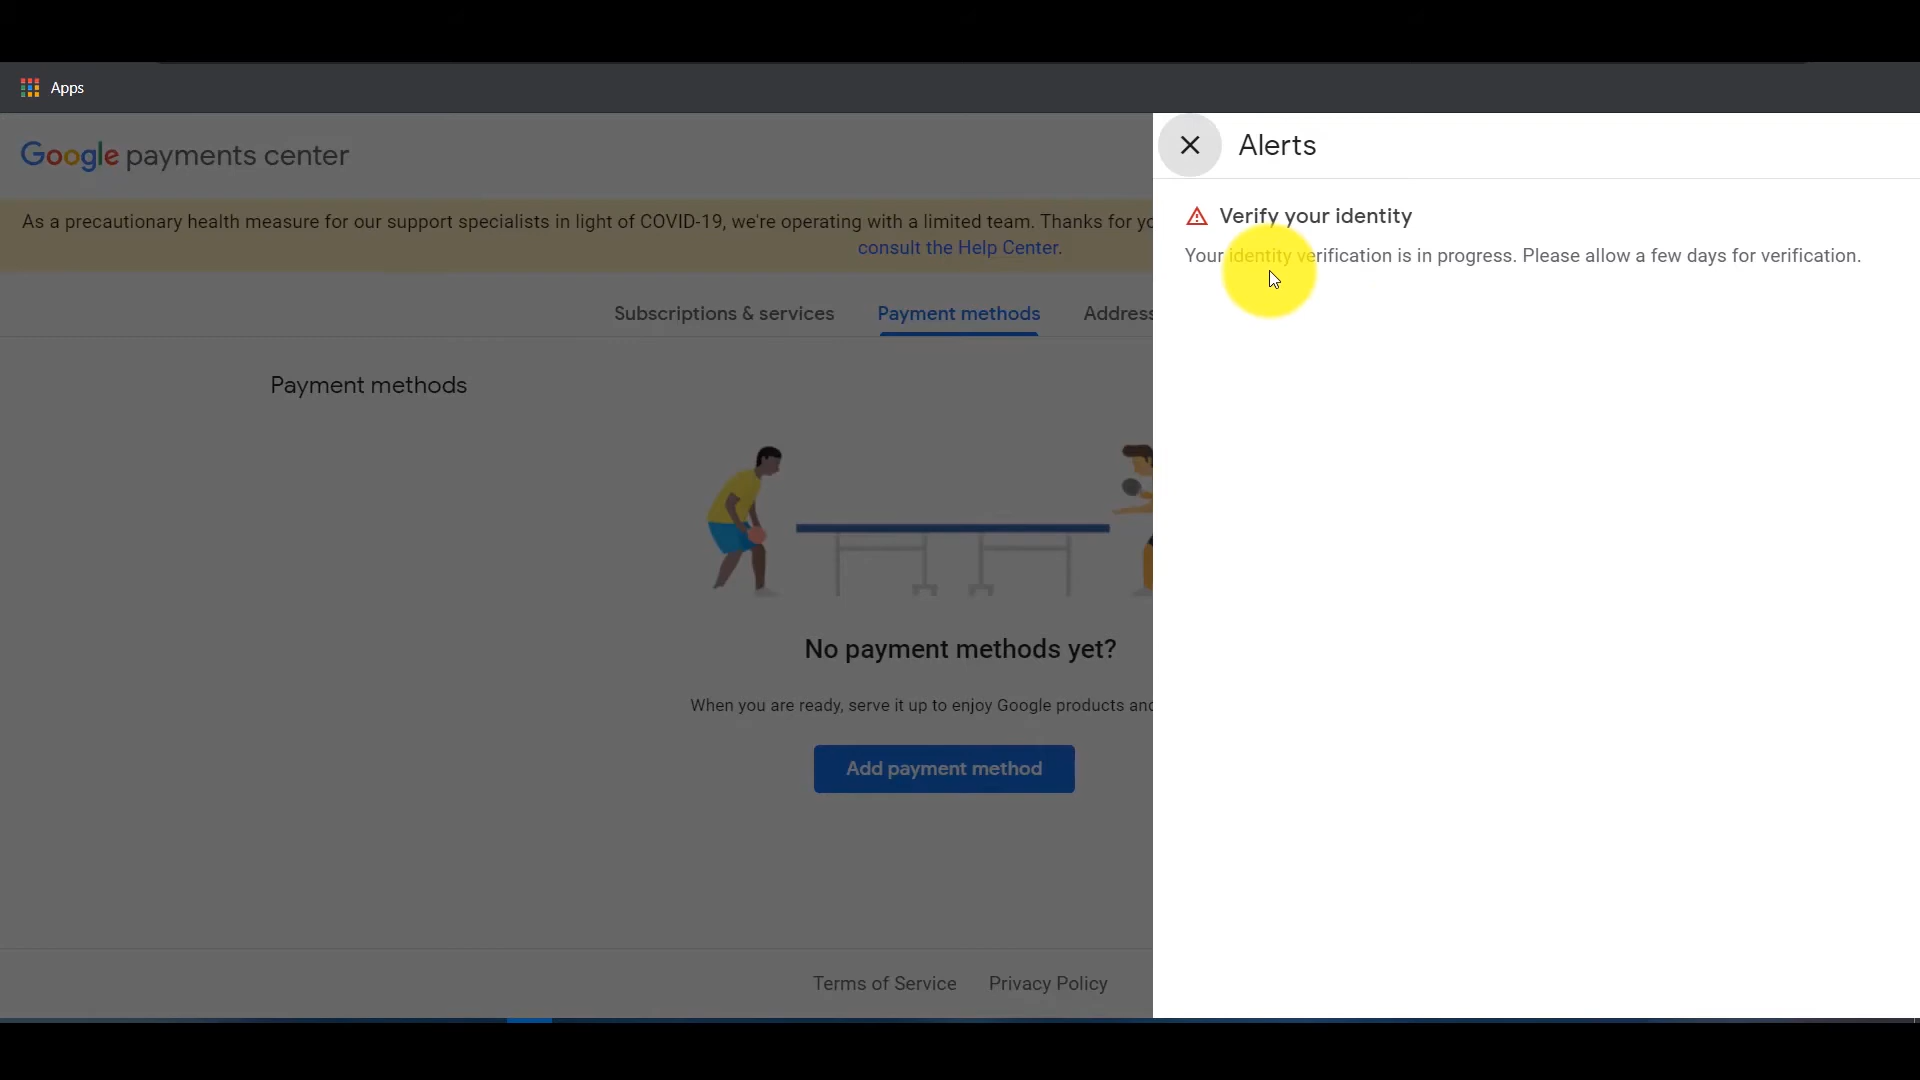 Apps
Google payments center
As a precautionary health measure for our support specialists in light of COVID-19, we're operating with a limited team. Thanks for yo
consult the Help Center.
Subscriptions & services
Payment methods
Address
Payment methods
No payment methods yet?
When you are ready, serve it up to enjoy Google products and
Add payment method
Terms of Service
Privacy Policy
Alerts
Verify your identity
Your identity verification is in progress. Please allow a few days for verification.